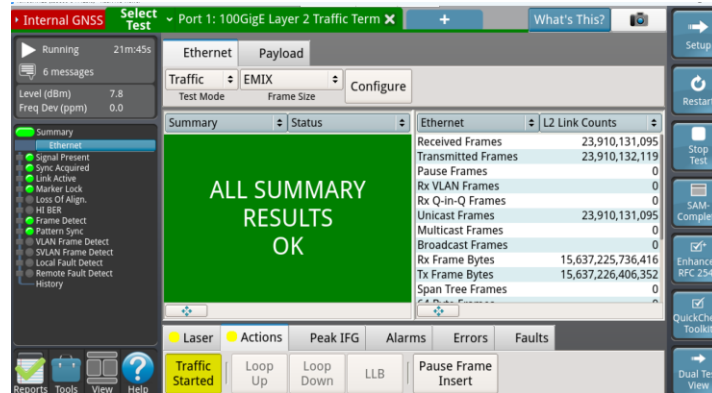 Internal GNSS
Select Test
Port 1: 100GigE Layer 2 Traffic Term X
+
What's This?
Running 21m:45s
6 messages
Level (dBm) 7.8
Freq Dev (ppm) 0.0
Summary
Ethernet
Signal Present
Sync Acquired
Link Active
Marker Lock
Loss Of Align.
HI BER
Frame Detect
Pattern Sync
VLAN Frame Detect
SVLAN Frame Detect
Local Fault Detect
Remote Fault Detect
History
Reports Tools View Help
Ethernet Payload
Traffic EMIX Configure
Test Mode Frame Size
Summary Status
ALL SUMMARY
RESULTS
OK
Ethernet L2 Link Counts
Received Frames 23,910,131,095
Transmitted Frames 23,910,132,119
Pause Frames 0
Rx VLAN Frames 0
Rx Q-in-Q Frames 0
Unicast Frames 23,910,131,095
Multicast Frames 0
Broadcast Frames 0
Rx Frame Bytes 15,637,225,736,416
Tx Frame Bytes 15,637,226,406,352
Span Tree Frames 0
Laser Actions Peak IFG Alarms Errors Faults
Traffic Started
Loop Up
Loop Down
LLB
Pause Frame Insert
Setup
Restart
Stop
Test
SAM-
Complet
Enhance
RFC 254
QuickChe
Toolkit
Dual Tes
View